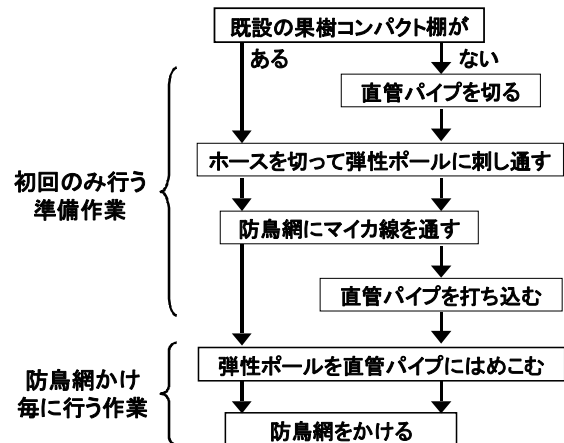 既設の果樹コンパクト棚が
ある
ない
直管パイプを切る
ホースを切って弾性ポールに刺し通す
初回のみ行う
準備作業
防鳥網にマイカ線を通す
直管パイプを打ち込む
弾性ポールを直管パイプにはめこむ
防鳥網かけ
毎に行う作業
防鳥網をかける